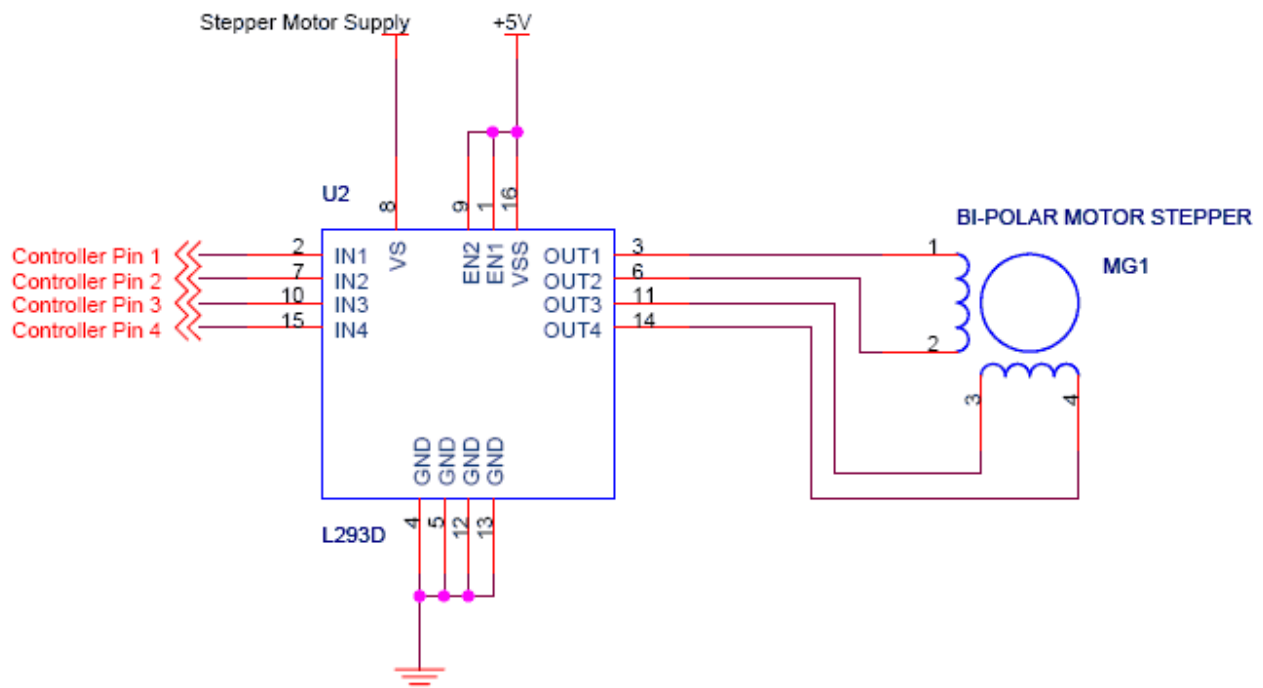 Stepper Motor Supply +5V
U2
8 9 1 16
BI-POLAR MOTOR STEPPER
MG1
Controller Pin 1 2 IN1 VS EN2 EN1 VSS OUT1 3 1
Controller Pin 2 7 IN2 OUT2 6
Controller Pin 3 10 IN3 OUT3 11
Controller Pin 4 15 IN4 OUT4 14 2
3 4
GND GND GND GND
L293D 4 5 12 13